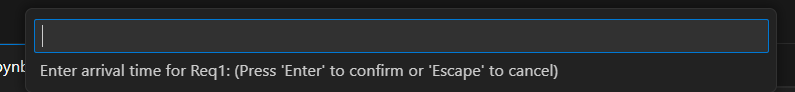 Enter arrival time for Req1: (Press 'Enter' to confirm or 'Escape' to cancel)